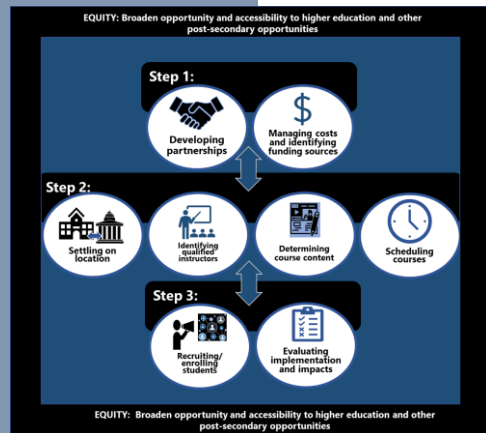 EQUITY: Broaden opportunity and accessibility to higher education and other
post-secondary opportunities
Step 1:
Developing
partnerships
$
Managing costs
and identifying
funding sources
Step 2:
Settling on
location
Identifying
qualified
instructors
Determining
course content
Scheduling
courses
Step 3:
Recruiting/
enrolling
students
Evaluating
implementation
and impacts
EQUITY: Broaden opportunity and accessibility to higher education and other
post-secondary opportunities